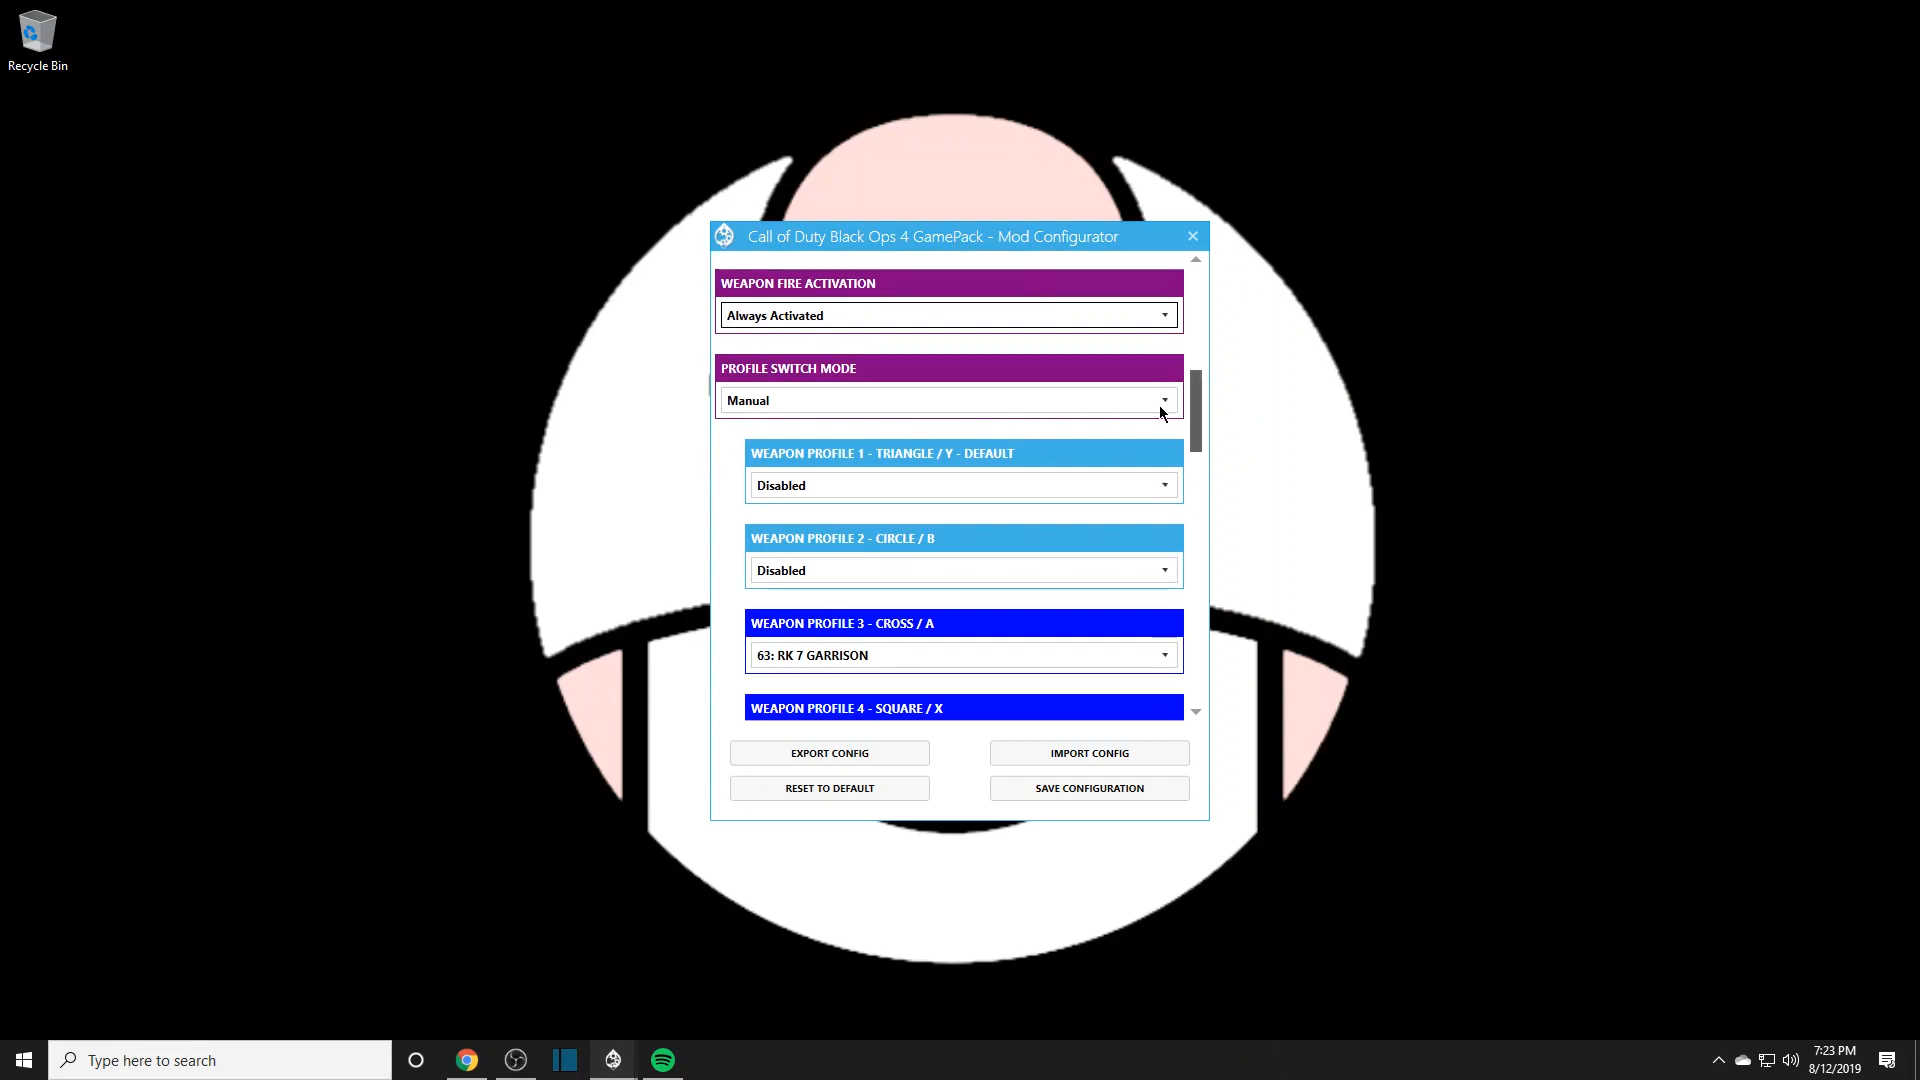 Recycle Bin
Call of Duty Black Ops 4 GamePack - Mod Configurator
WEAPON FIRE ACTIVATION
Always Activated
PROFILE SWITCH MODE
Manual
WEAPON PROFILE 1 - TRIANGLE / Y - DEFAULT
Disabled
WEAPON PROFILE 2 - CIRCLE / B
Disabled
WEAPON PROFILE 3 - CROSS / A
63: RK 7 GARRISON
WEAPON PROFILE 4 - SQUARE / X
EXPORT CONFIG
IMPORT CONFIG
RESET TO DEFAULT
SAVE CONFIGURATION
Type here to search
7:23 PM
8/12/2019